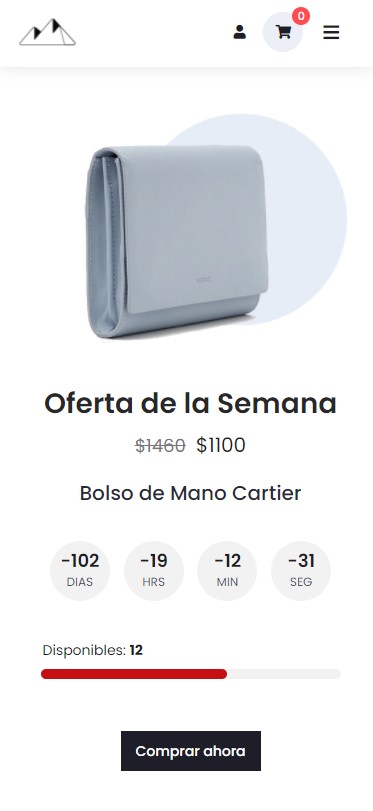 0
Oferta de la Semana
$1460 $1100
Bolso de Mano Cartier
-102 -19 -12 -31
DIAS HRS MIN SEG
Disponibles: 12
Comprar ahora